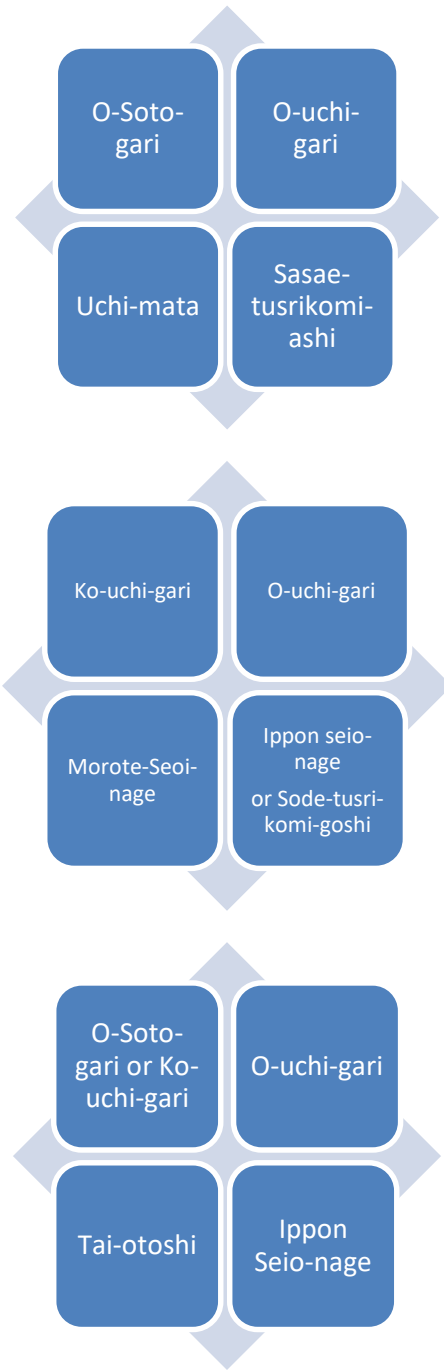 O-Soto-
gari
O-uchi-
gari
Uchi-mata
Sasae-
tusrikomi-
ashi
Ko-uchi-gari
O-uchi-gari
Morote-Seoi-
nage
Ippon seio-
nage
or Sode-tusri-
komi-goshi
O-Soto-
gari or Ko-
uchi-gari
O-uchi-gari
Tai-otoshi
Ippon
Seio-nage